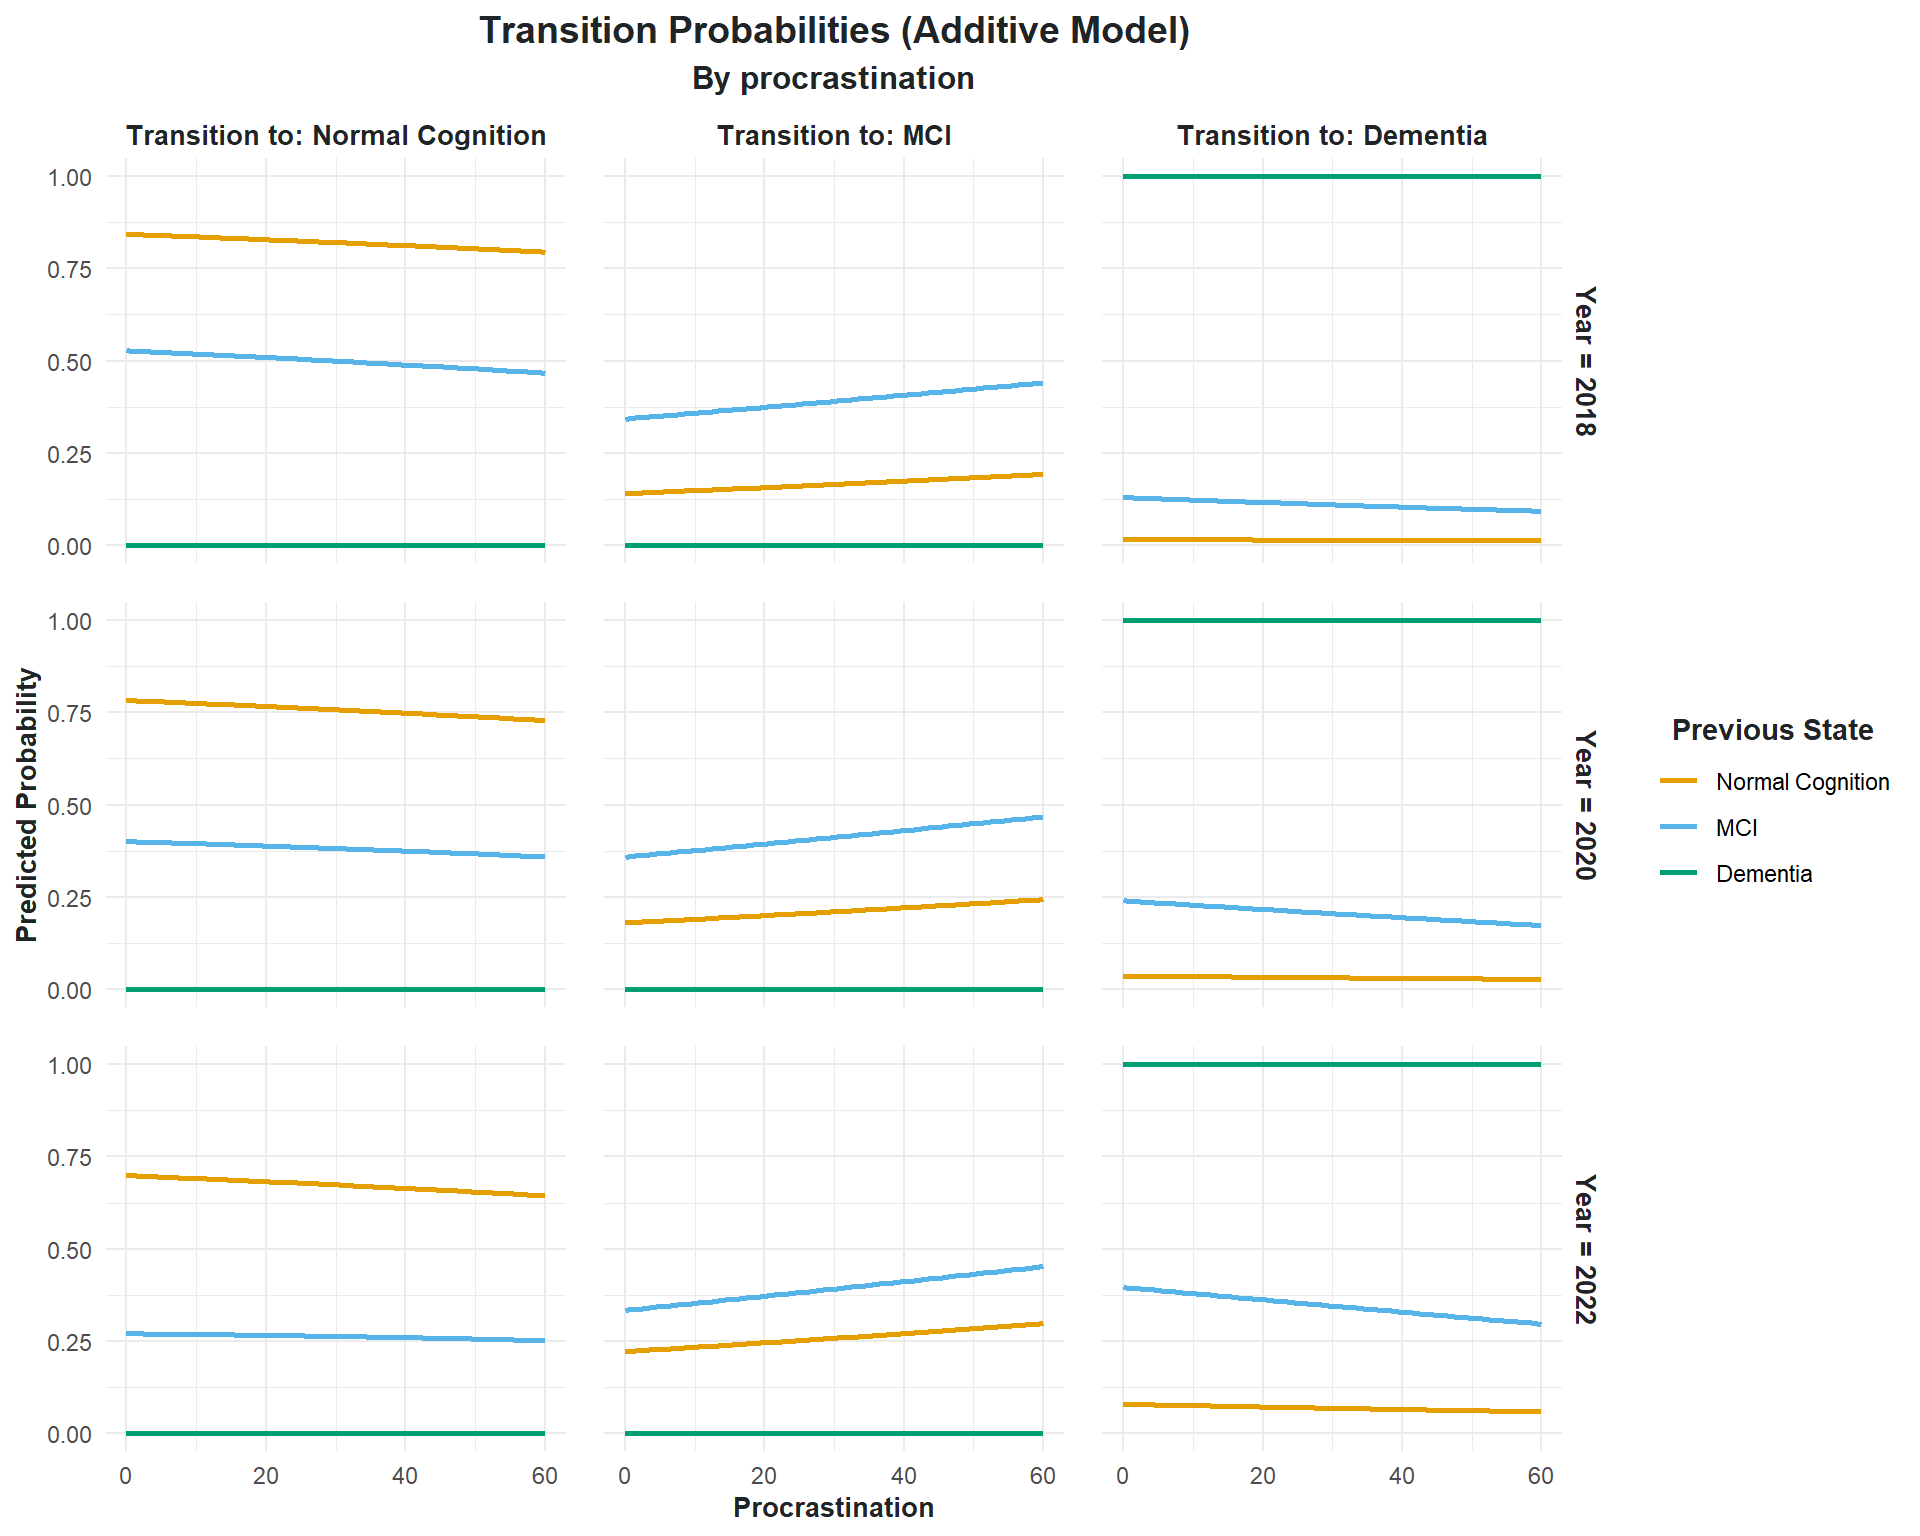 Transition Probabilities (Additive Model)
By procrastination
Transition to: Normal Cognition
Transition to: MCI
Transition to: Dementia
1.00
0.75
0.50
0.25
0.00
Year = 2018
1.00
0.75
0.50
0.25
0.00
Year = 2020
1.00
0.75
0.50
0.25
0.00
Year = 2022
Predicted Probability
0 20 40 60
0 20 40 60
0 20 40 60
Procrastination
Previous State
Normal Cognition
MCI
Dementia